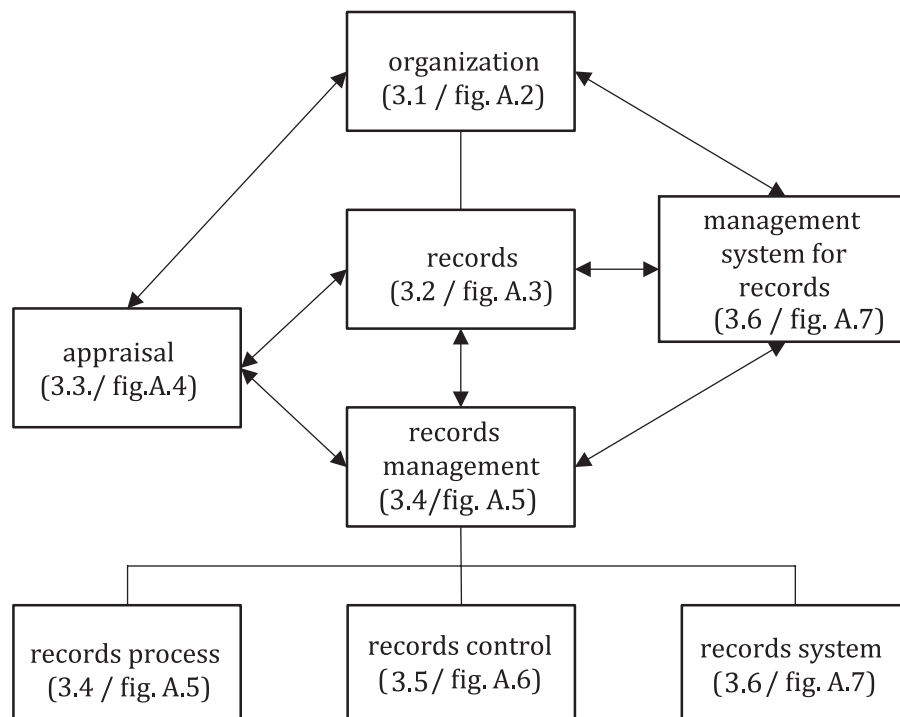 organization
(3.1 / fig. A.2)
records
(3.2 / fig. A.3)
management
system for
records
(3.6 / fig. A.7)
appraisal
(3.3./ fig.A.4)
records
management
(3.4/fig. A.5)
records process
(3.4 / fig. A.5)
records control
(3.5/ fig. A.6)
records system
(3.6 / fig. A.7)